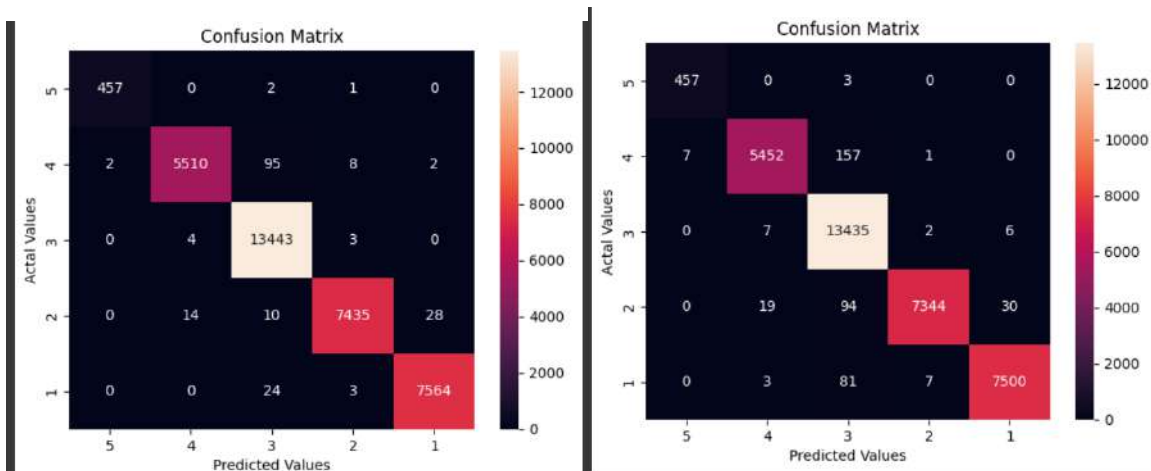 Confusion Matrix
5 457 0 2 1 0
4 2 5510 95 8 2
3 0 4 13443 3 0
2 0 14 10 7435 28
1 0 0 24 3 7564
5 4 3 2 1
Predicted Values
Actal Values
12000
10000
8000
6000
4000
2000
0
Confusion Matrix
5 457 0 3 0 0
4 7 5452 157 1 0
3 0 7 13435 2 6
2 0 19 94 7344 30
1 0 3 81 7 7500
5 4 3 2 1
Predicted Values
Actal Values
12000
10000
8000
6000
4000
2000
0